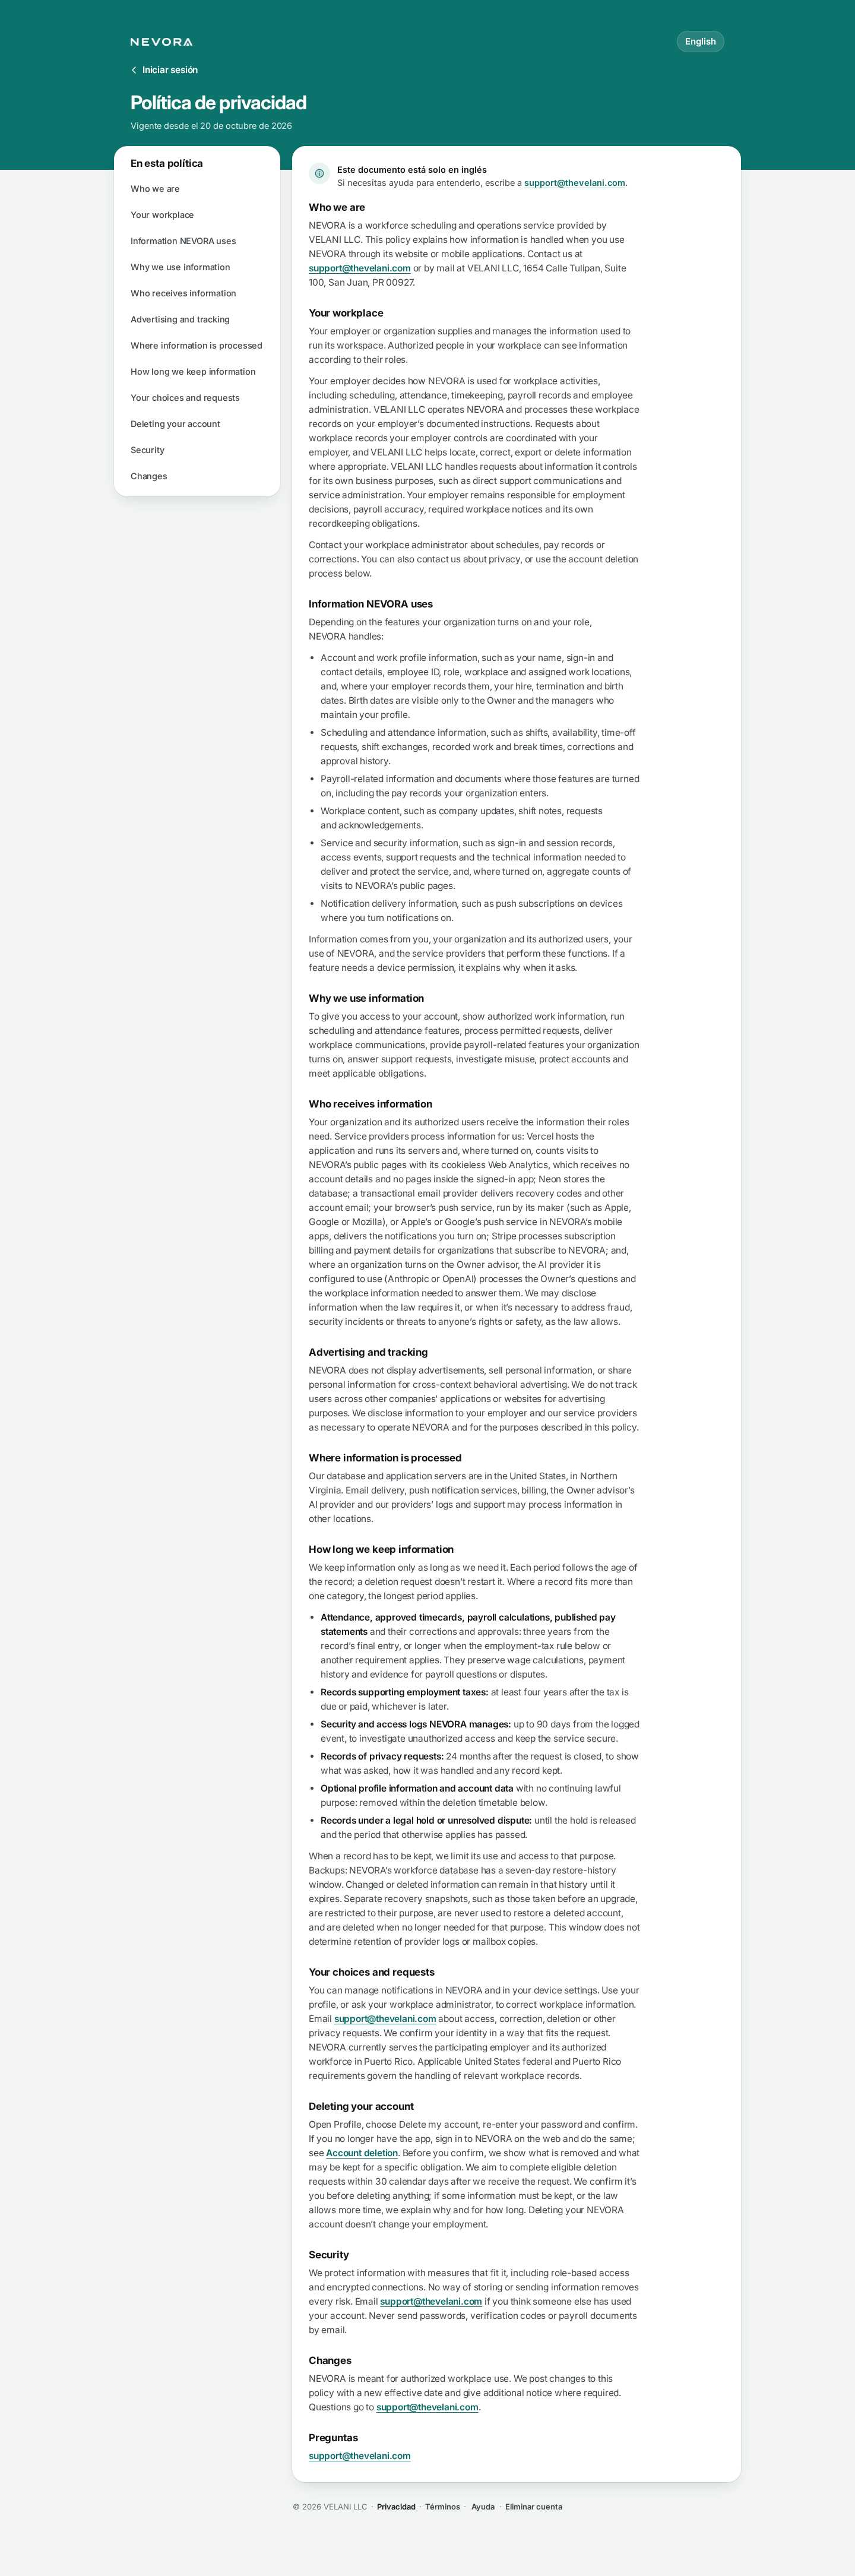 NEVORA
English
Iniciar sesión
Política de privacidad
Vigente desde el 20 de octubre de 2026
En esta política
Who we are
Your workplace
Information NEVORA uses
Why we use information
Who receives information
Advertising and tracking
Where information is processed
How long we keep information
Your choices and requests
Deleting your account
Security
Changes
Este documento está solo en inglés
Si necesitas ayuda para entenderlo, escribe a support@thevelani.com.
Who we are
NEVORA is a workforce scheduling and operations service provided by
VELANI LLC. This policy explains how information is handled when you use
NEVORA through its website or mobile applications. Contact us at
support@thevelani.com or by mail at VELANI LLC, 1654 Calle Tulipan, Suite
100, San Juan, PR 00927.
Your workplace
Your employer or organization supplies and manages the information used to
run its workspace. Authorized people in your workplace can see information
according to their roles.
Your employer decides how NEVORA is used for workplace activities,
including scheduling, attendance, timekeeping, payroll records and employee
administration. VELANI LLC operates NEVORA and processes these workplace
records on your employer’s documented instructions. Requests about
workplace records your employer controls are coordinated with your
employer, and VELANI LLC helps locate, correct, export or delete information
where appropriate. VELANI LLC handles requests about information it controls
for its own business purposes, such as direct support communications and
service administration. Your employer remains responsible for employment
decisions, payroll accuracy, required workplace notices and its own
recordkeeping obligations.
Contact your workplace administrator about schedules, pay records or
corrections. You can also contact us about privacy, or use the account deletion
process below.
Information NEVORA uses
Depending on the features your organization turns on and your role,
NEVORA handles:
• Account and work profile information, such as your name, sign-in and
contact details, employee ID, role, workplace and assigned work locations,
and, where your employer records them, your hire, termination and birth
dates. Birth dates are visible only to the Owner and the managers who
maintain your profile.
• Scheduling and attendance information, such as shifts, availability, time-off
requests, shift exchanges, recorded work and break times, corrections and
approval history.
• Payroll-related information and documents where those features are turned
on, including the pay records your organization enters.
• Workplace content, such as company updates, shift notes, requests
and acknowledgements.
• Service and security information, such as sign-in and session records,
access events, support requests and the technical information needed to
deliver and protect the service, and, where turned on, aggregate counts of
visits to NEVORA’s public pages.
• Notification delivery information, such as push subscriptions on devices
where you turn notifications on.
Information comes from you, your organization and its authorized users, your
use of NEVORA, and the service providers that perform these functions. If a
feature needs a device permission, it explains why when it asks.
Why we use information
To give you access to your account, show authorized work information, run
scheduling and attendance features, process permitted requests, deliver
workplace communications, provide payroll-related features your organization
turns on, answer support requests, investigate misuse, protect accounts and
meet applicable obligations.
Who receives information
Your organization and its authorized users receive the information their roles
need. Service providers process information for us: Vercel hosts the
application and runs its servers and, where turned on, counts visits to
NEVORA’s public pages with its cookieless Web Analytics, which receives no
account details and no pages inside the signed-in app; Neon stores the
database; a transactional email provider delivers recovery codes and other
account email; your browser’s push service, run by its maker (such as Apple,
Google or Mozilla), or Apple’s or Google’s push service in NEVORA’s mobile
apps, delivers the notifications you turn on; Stripe processes subscription
billing and payment details for organizations that subscribe to NEVORA; and,
where an organization turns on the Owner advisor, the AI provider it is
configured to use (Anthropic or OpenAI) processes the Owner’s questions and
the workplace information needed to answer them. We may disclose
information when the law requires it, or when it’s necessary to address fraud,
security incidents or threats to anyone’s rights or safety, as the law allows.
Advertising and tracking
NEVORA does not display advertisements, sell personal information, or share
personal information for cross-context behavioral advertising. We do not track
users across other companies’ applications or websites for advertising
purposes. We disclose information to your employer and our service providers
as necessary to operate NEVORA and for the purposes described in this policy.
Where information is processed
Our database and application servers are in the United States, in Northern
Virginia. Email delivery, push notification services, billing, the Owner advisor’s
AI provider and our providers’ logs and support may process information in
other locations.
How long we keep information
We keep information only as long as we need it. Each period follows the age of
the record; a deletion request doesn’t restart it. Where a record fits more than
one category, the longest period applies.
• Attendance, approved timecards, payroll calculations, published pay
statements and their corrections and approvals: three years from the
record’s final entry, or longer when the employment-tax rule below or
another requirement applies. They preserve wage calculations, payment
history and evidence for payroll questions or disputes.
• Records supporting employment taxes: at least four years after the tax is
due or paid, whichever is later.
• Security and access logs NEVORA manages: up to 90 days from the logged
event, to investigate unauthorized access and keep the service secure.
• Records of privacy requests: 24 months after the request is closed, to show
what was asked, how it was handled and any record kept.
• Optional profile information and account data with no continuing lawful
purpose: removed within the deletion timetable below.
• Records under a legal hold or unresolved dispute: until the hold is released
and the period that otherwise applies has passed.
When a record has to be kept, we limit its use and access to that purpose.
Backups: NEVORA’s workforce database has a seven-day restore-history
window. Changed or deleted information can remain in that history until it
expires. Separate recovery snapshots, such as those taken before an upgrade,
are restricted to their purpose, are never used to restore a deleted account,
and are deleted when no longer needed for that purpose. This window does not
determine retention of provider logs or mailbox copies.
Your choices and requests
You can manage notifications in NEVORA and in your device settings. Use your
profile, or ask your workplace administrator, to correct workplace information.
Email support@thevelani.com about access, correction, deletion or other
privacy requests. We confirm your identity in a way that fits the request.
NEVORA currently serves the participating employer and its authorized
workforce in Puerto Rico. Applicable United States federal and Puerto Rico
requirements govern the handling of relevant workplace records.
Deleting your account
Open Profile, choose Delete my account, re-enter your password and confirm.
If you no longer have the app, sign in to NEVORA on the web and do the same;
see Account deletion. Before you confirm, we show what is removed and what
may be kept for a specific obligation. We aim to complete eligible deletion
requests within 30 calendar days after we receive the request. We confirm it’s
you before deleting anything; if some information must be kept, or the law
allows more time, we explain why and for how long. Deleting your NEVORA
account doesn’t change your employment.
Security
We protect information with measures that fit it, including role-based access
and encrypted connections. No way of storing or sending information removes
every risk. Email support@thevelani.com if you think someone else has used
your account. Never send passwords, verification codes or payroll documents
by email.
Changes
NEVORA is meant for authorized workplace use. We post changes to this
policy with a new effective date and give additional notice where required.
Questions go to support@thevelani.com.
Preguntas
support@thevelani.com
© 2026 VELANI LLC · Privacidad · Términos · Ayuda · Eliminar cuenta